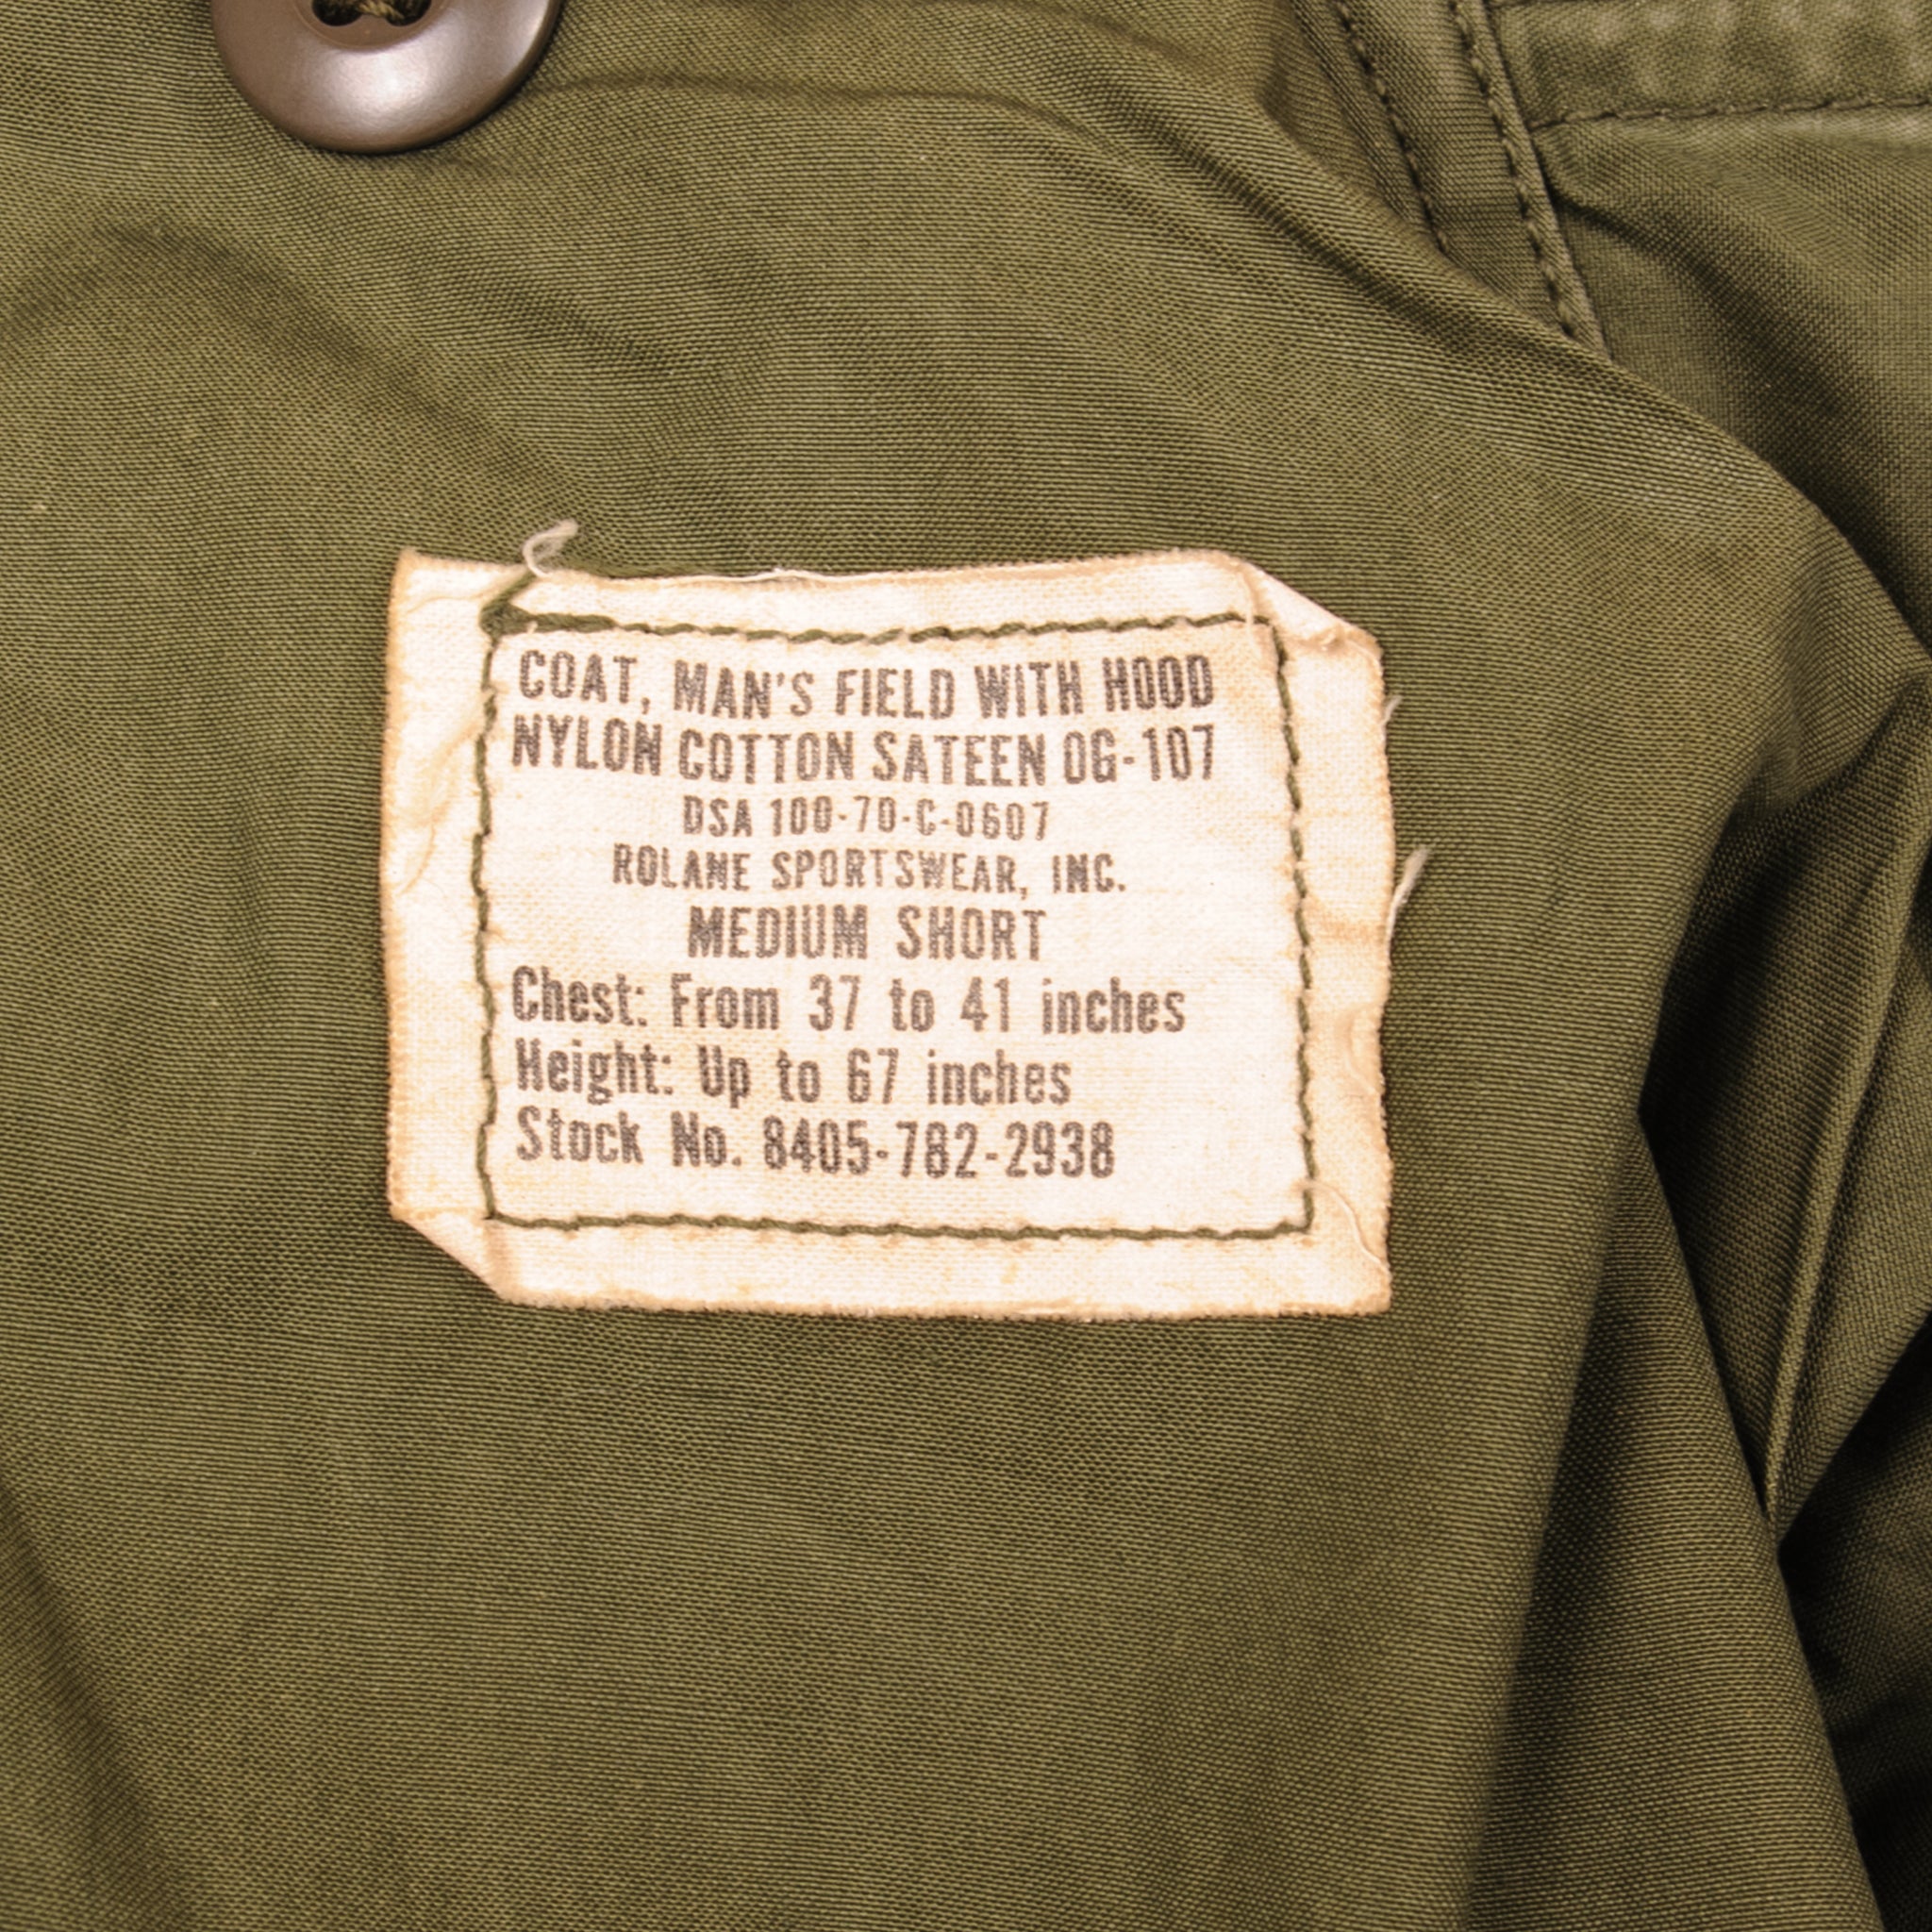 COAT, MAN'S FIELD WITH HOOD
NYLON COTTON SATEEN OG-107
DSA 100-70-C-0607
ROLANE SPORTSWEAR, INC.
MEDIUM SHORT
Chest: From 37 to 41 inches
Height: Up to 67 inches
Stock No. 8405-782-2938